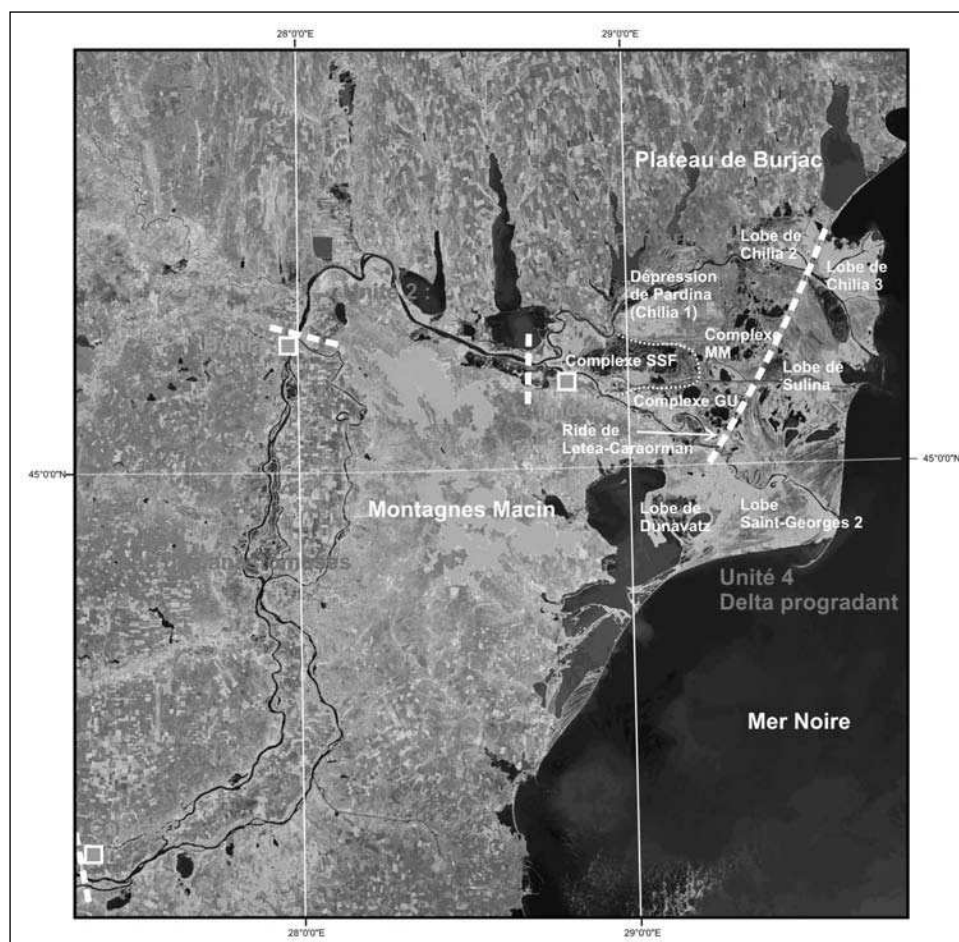 28°0'0"E
29°0'0"E
Plateau de Burjac
Lobe de
Chilia 2
Lobe de
Chilia 3
Dépression
de Pardina
(Chilia 1)
2 :
Complexe
MM
Complexe SSF
Lobe de
Sulina
Complexe GU
Ride de
Letea-Caraorman
45°0'0"N
45°0'0"N
Montagnes Macin
Lobe de
Dunavatz
Lobe
Saint-Georges 2
Unité 4
Delta progradant
Mer Noire
28°0'0"E
29°0'0"E